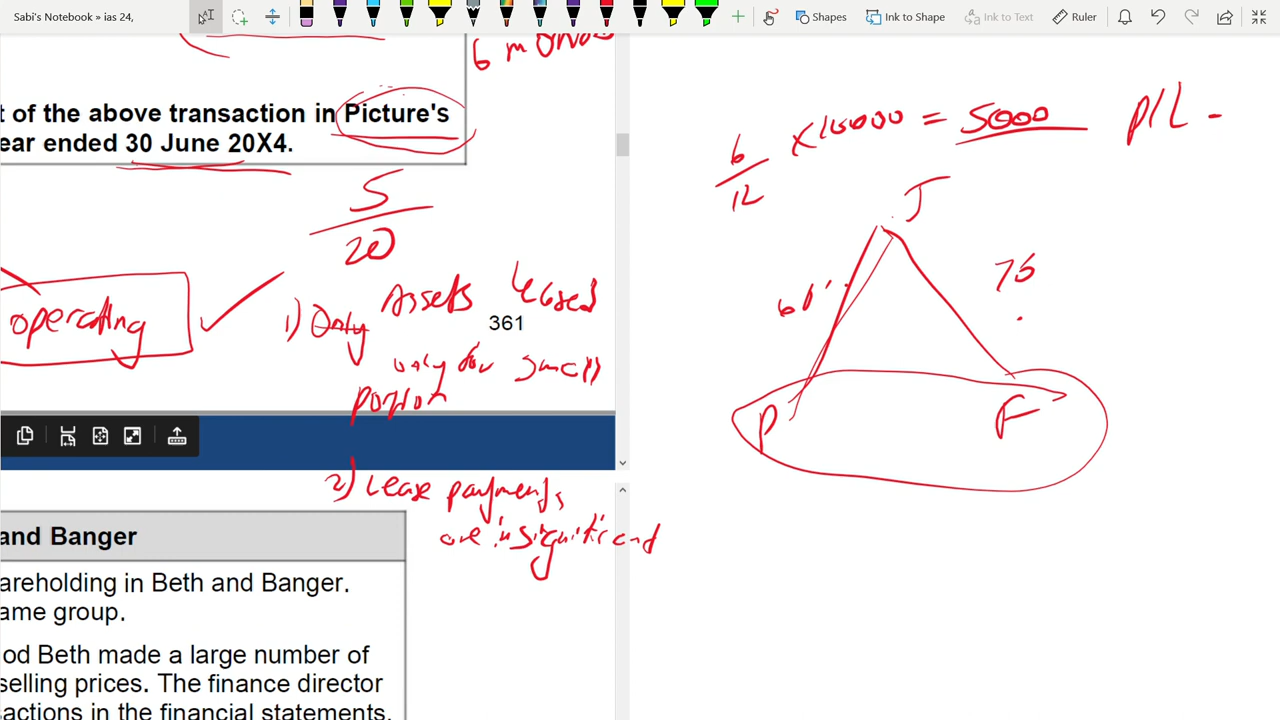 Sabi's Notebook » ias 24,
Shapes
Ink to Shape
Ink to Text
Ruler
6 months
t of the above transaction in Picture's
ear ended 30 June 20X4.
5
20
operating
1) Only Assets leased
361
only for small
portion
2) Lease payments
are insignificand
and Banger
areholding in Beth and Banger.
ame group.
od Beth made a large number of
selling prices. The finance director
actions in the financial statements.
6
12
x10000 = 5000 P/L -
J
60
75
P
F